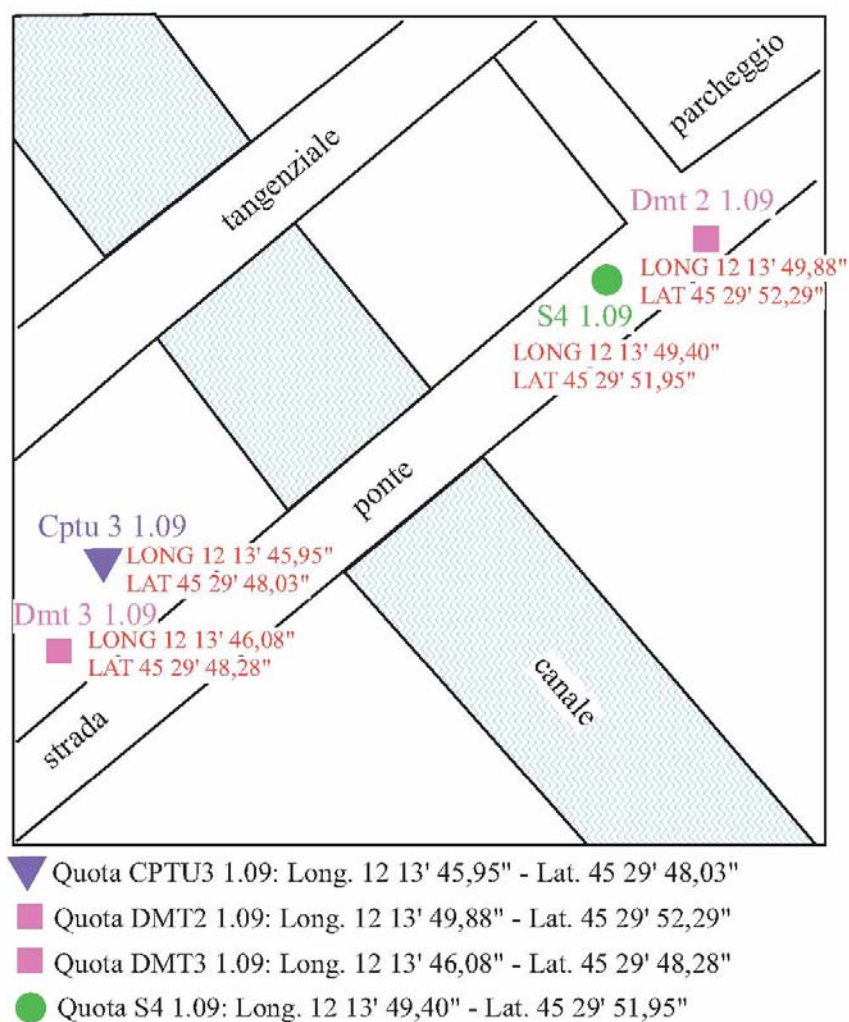 parcheggio
tangenziale
Dmt 2 1.09
LONG 12 13' 49,88"
LAT 45 29' 52,29"
S4 1.09
LONG 12 13' 49,40"
LAT 45 29' 51,95"
ponte
Cptu 3 1.09
LONG 12 13' 45,95"
LAT 45 29' 48,03"
Dmt 3 1.09
LONG 12 13' 46,08"
LAT 45 29' 48,28"
canale
strada
Quota CPTU3 1.09: Long. 12 13' 45,95" - Lat. 45 29' 48,03"
Quota DMT2 1.09: Long. 12 13' 49,88" - Lat. 45 29' 52,29"
Quota DMT3 1.09: Long. 12 13' 46,08" - Lat. 45 29' 48,28"
Quota S4 1.09: Long. 12 13' 49,40" - Lat. 45 29' 51,95"